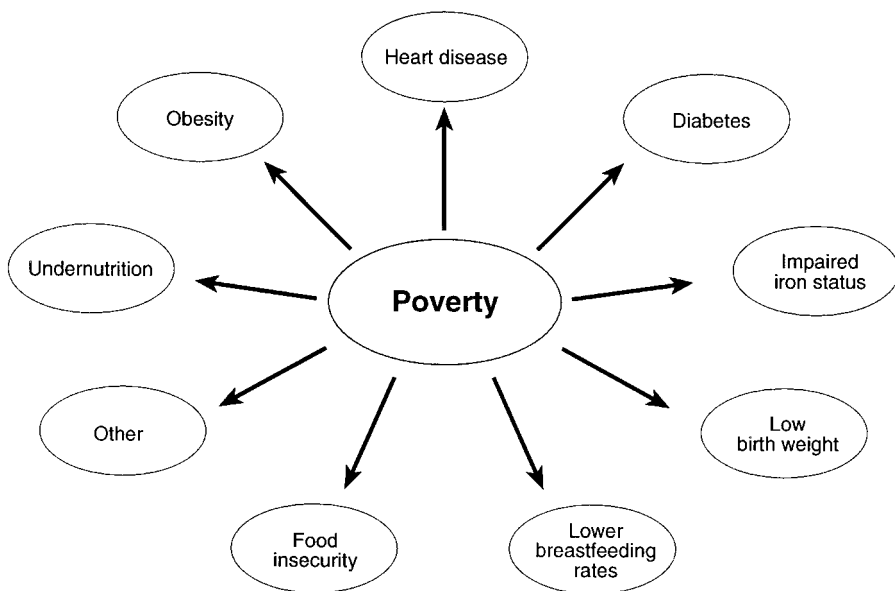 Heart disease
Obesity
Diabetes
Undernutrition
Impaired
iron status
Poverty
Other
Low
birth weight
Food
insecurity
Lower
breastfeeding
rates